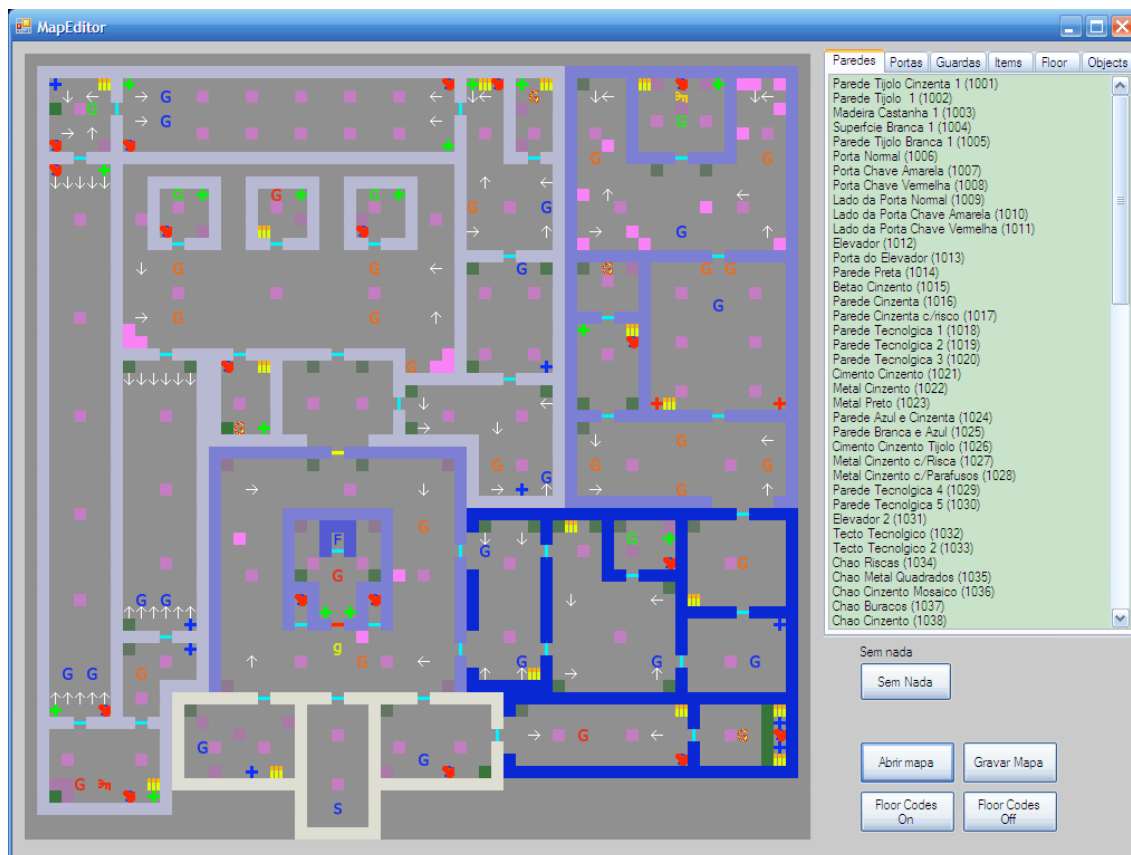 MapEditor
Paredes Portas Guardas Items Floor Objects
Parede Tijolo Cinzenta 1 (1001)
Parede Tijolo 1 (1002)
Madeira Castanha 1 (1003)
Superfcie Branca 1 (1004)
Parede Tijolo Branca 1 (1005)
Porta Normal (1006)
Porta Chave Amarela (1007)
Porta Chave Vermelha (1008)
Lado da Porta Normal (1009)
Lado da Porta Chave Amarela (1010)
Lado da Porta Chave Vermelha (1011)
Elevador (1012)
Porta do Elevador (1013)
Parede Preta (1014)
Betao Cinzento (1015)
Parede Cinzenta (1016)
Parede Cinzenta c/risco (1017)
Parede Tecnolgica 1 (1018)
Parede Tecnolgica 2 (1019)
Parede Tecnolgica 3 (1020)
Cimento Cinzento (1021)
Metal Cinzento (1022)
Metal Preto (1023)
Parede Azul e Cinzenta (1024)
Parede Branca e Azul (1025)
Cimento Cinzento Tijolo (1026)
Metal Cinzento c/Risca (1027)
Metal Cinzento c/Parafusos (1028)
Parede Tecnolgica 4 (1029)
Parede Tecnolgica 5 (1030)
Elevador 2 (1031)
Tecto Tecnolgico (1032)
Tecto Tecnolgico 2 (1033)
Chao Riscas (1034)
Chao Metal Quadrados (1035)
Chao Cinzento Mosaico (1036)
Chao Buracos (1037)
Chao Cinzento (1038)
Sem nada
Sem Nada
Abrir mapa
Gravar Mapa
Floor Codes
On
Floor Codes
Off
G
G
G
G
G
G
G
G
G
G
G
G
G
G G
G
G
G
G
G
G
G
G
G
G
F
G
G
G
G
G G
G G
G
g
G
G
G
G
G
G
G
G
G
S